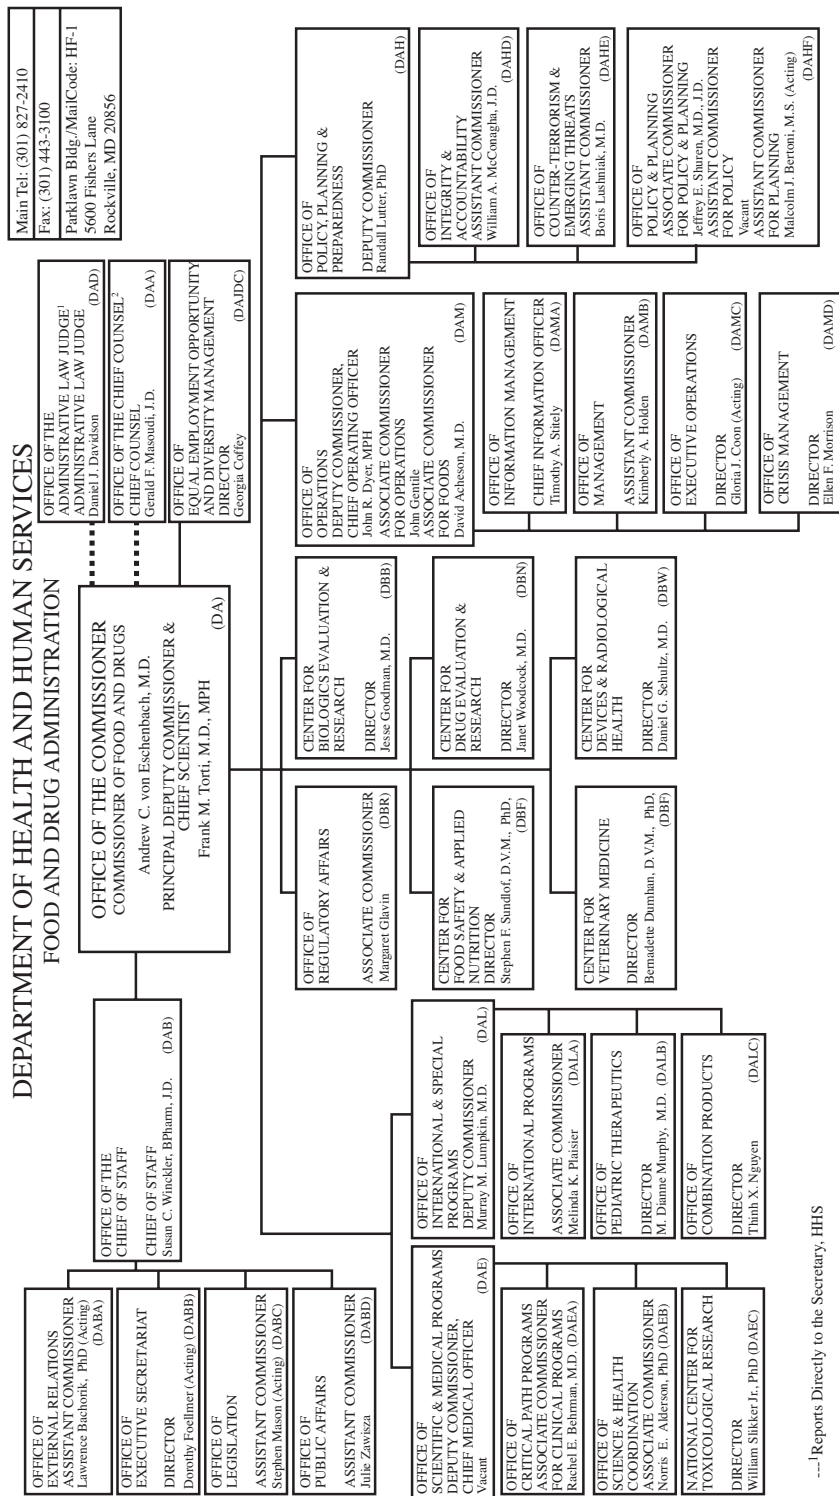 DEPARTMENT OF HEALTH AND HUMAN SERVICES
FOOD AND DRUG ADMINISTRATION
Main Tel: (301) 827-2410
Fax: (301) 443-3100
Parklawn Bldg./MailCode: HF-1
5600 Fishers Lane
Rockville, MD 20856
OFFICE OF THE COMMISSIONER
COMMISSIONER OF FOOD AND DRUGS
Andrew C. von Eschenbach, M.D.
PRINCIPAL DEPUTY COMMISSIONER &
CHIEF SCIENTIST
Frank M. Torti, M.D., MPH
(DA)
OFFICE OF THE
ADMINISTRATIVE LAW JUDGE¹
ADMINISTRATIVE LAW JUDGE
Daniel J. Davidson (DAD)
OFFICE OF THE CHIEF COUNSEL²
CHIEF COUNSEL
Gerald F. Masoudi, J.D. (DAA)
OFFICE OF
EQUAL EMPLOYMENT OPPORTUNITY
AND DIVERSITY MANAGEMENT
DIRECTOR
Georgia Coffey (DAJDC)
OFFICE OF THE
CHIEF OF STAFF
CHIEF OF STAFF
Susan C. Winckler, BPharm, J.D. (DAB)
OFFICE OF
EXTERNAL RELATIONS
ASSISTANT COMMISSIONER
Lawrence Bachorik, PhD (Acting)
(DABA)
OFFICE OF
EXECUTIVE SECRETARIAT
DIRECTOR
Dorothy Foellmer (Acting) (DABB)
OFFICE OF
LEGISLATION
ASSISTANT COMMISSIONER
Stephen Mason (Acting) (DABC)
OFFICE OF
PUBLIC AFFAIRS
ASSISTANT COMMISSIONER
Julie Zawisza (DABD)
OFFICE OF
SCIENTIFIC & MEDICAL PROGRAMS
DEPUTY COMMISSIONER,
CHIEF MEDICAL OFFICER
Vacant (DAE)
OFFICE OF
CRITICAL PATH PROGRAMS
ASSOCIATE COMMISSIONER
FOR CLINICAL PROGRAMS
Rachel E. Behrman, M.D. (DAEA)
OFFICE OF
SCIENCE & HEALTH
COORDINATION
ASSOCIATE COMMISSIONER
Norris E. Alderson, PhD (DAEB)
NATIONAL CENTER FOR
TOXICOLOGICAL RESEARCH
DIRECTOR
William Slikker Jr., PhD (DAEC)
OFFICE OF
INTERNATIONAL & SPECIAL
PROGRAMS
DEPUTY COMMISSIONER
Murray M. Lumpkin, M.D. (DAL)
OFFICE OF
INTERNATIONAL PROGRAMS
ASSOCIATE COMMISSIONER
Melinda K. Plaisier (DALA)
OFFICE OF
PEDIATRIC THERAPEUTICS
DIRECTOR
M. Dianne Murphy, M.D. (DALB)
OFFICE OF
COMBINATION PRODUCTS
DIRECTOR
Thinh X. Nguyen (DALC)
OFFICE OF
REGULATORY AFFAIRS
ASSOCIATE COMMISSIONER
Margaret Glavin (DBR)
CENTER FOR
FOOD SAFETY & APPLIED
NUTRITION
DIRECTOR
Stephen F. Sundlof, D.V.M., PhD,
(DBF)
CENTER FOR
VETERINARY MEDICINE
DIRECTOR
Bernadette Dunhan, D.V.M., PhD,
(DBF)
CENTER FOR
BIOLOGICS EVALUATION &
RESEARCH
DIRECTOR
Jesse Goodman, M.D. (DBB)
CENTER FOR
DRUG EVALUATION &
RESEARCH
DIRECTOR
Janet Woodcock, M.D. (DBN)
CENTER FOR
DEVICES & RADIOLOGICAL
HEALTH
DIRECTOR
Daniel G. Sehultz, M.D. (DBW)
OFFICE OF
OPERATIONS
DEPUTY COMMISSIONER,
CHIEF OPERATING OFFICER
John R. Dyer, MPH
ASSOCIATE COMMISSIONER
FOR OPERATIONS
John Gentile
ASSOCIATE COMMISSIONER
FOR FOODS
David Acheson, M.D. (DAM)
OFFICE OF
INFORMATION MANAGEMENT
CHIEF INFORMATION OFFICER
Timothy A. Stitely (DAMA)
OFFICE OF
MANAGEMENT
ASSISTANT COMMISSIONER
Kimberly A. Holden (DAMB)
OFFICE OF
EXECUTIVE OPERATIONS
DIRECTOR
Gloria J. Coon (Acting) (DAMC)
OFFICE OF
CRISIS MANAGEMENT
DIRECTOR
Ellen F. Morrison (DAMD)
OFFICE OF
POLICY, PLANNING &
PREPAREDNESS
DEPUTY COMMISSIONER
Randall Lutter, PhD
(DAH)
OFFICE OF
INTEGRITY &
ACCOUNTABILITY
ASSISTANT COMMISSIONER
William A. McConagha, J.D.
(DAHD)
OFFICE OF
COUNTER-TERRORISM &
EMERGING THREATS
ASSISTANT COMMISSIONER
Boris Lushniak, M.D. (DAHE)
OFFICE OF
POLICY & PLANNING
ASSOCIATE COMMISSIONER
FOR POLICY & PLANNING
Jeffrey E. Shuren, M.D., J.D.
ASSISTANT COMMISSIONER
FOR POLICY
Vacant
ASSISTANT COMMISSIONER
FOR PLANNING
Malcolm J. Bertoni, M.S. (Acting)
(DAHF)
---¹Reports Directly to the Secretary, HHS